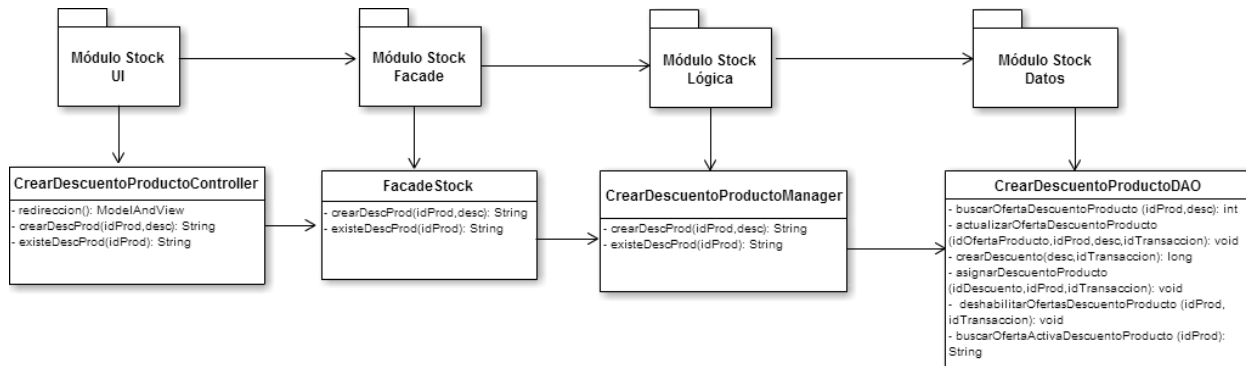 Módulo Stock
UI
Módulo Stock
Facade
Módulo Stock
Lógica
Módulo Stock
Datos
CrearDescuentoProductoController
- redireccion(): ModelAndView
- crearDescProd(idProd,desc): String
- existeDescProd(idProd): String
FacadeStock
- crearDescProd(idProd,desc): String
- existeDescProd(idProd): String
CrearDescuentoProductoManager
- crearDescProd(idProd,desc): String
- existeDescProd(idProd): String
CrearDescuentoProductoDAO
- buscarOfertaDescuentoProducto (idProd,desc): int
- actualizarOfertaDescuentoProducto
(idOfertaProducto,idProd,desc,idTransaccion): void
- crearDescuento(desc,idTransaccion): long
- asignarDescuentoProducto
(idDescuento,idProd,idTransaccion): void
- deshabilitarOfertasDescuentoProducto (idProd,
idTransaccion): void
- buscarOfertaActivaDescuentoProducto (idProd):
String